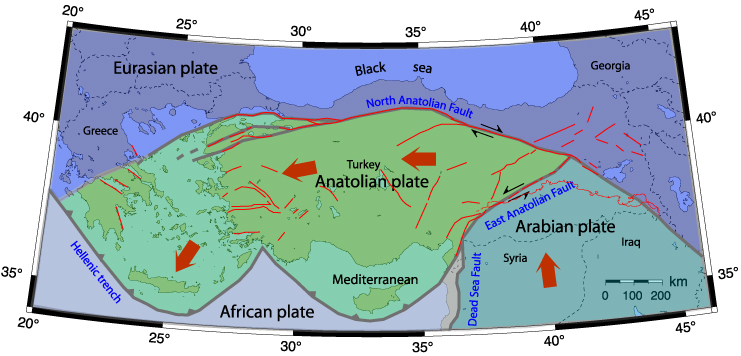 20°
25°
30°
35°
40°
45°
Eurasian plate
Black sea
Georgia
40°
North Anatolian Fault
40°
Greece
Turkey
Anatolian plate
East Anatolian Fault
Arabian plate
Iraq
Hellenic trench
Syria
35°
Mediterranean
Dead Sea Fault
km
35°
0 100 200
African plate
20°
25°
30°
35°
40°
45°